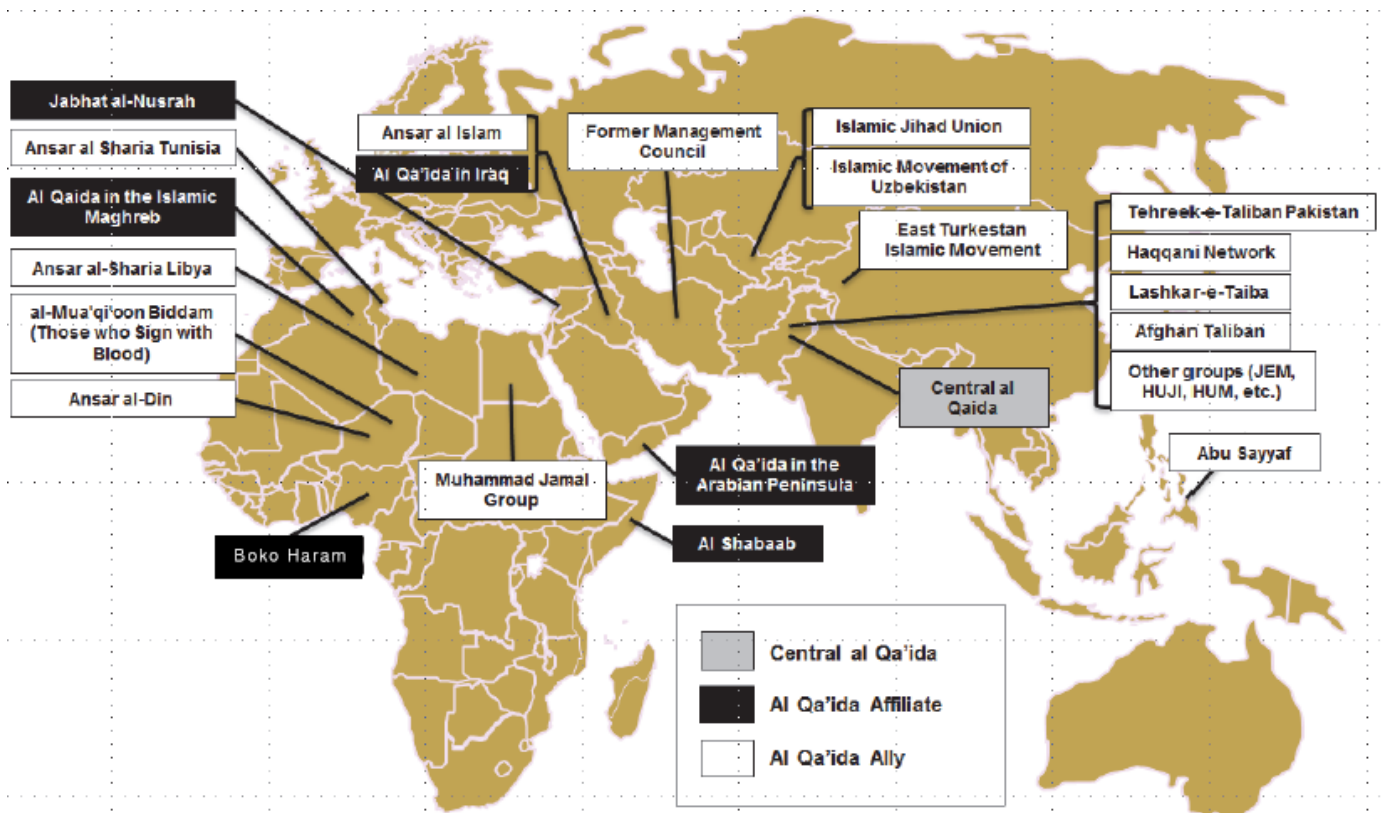 Jabhat al-Nusrah
Ansar al Sharia Tunisia
Al Qaida in the Islamic
Maghreb
Ansar al-Sharia Libya
al-Mua'qi'oon Biddam
(Those who Sign with
Blood)
Ansar al-Din
Boko Haram
Ansar al Islam
Al Qa'ida in Iraq
Former Management
Council
Islamic Jihad Union
Islamic Movement of
Uzbekistan
East Turkestan
Islamic Movement
Tehreek-e-Taliban Pakistan
Haqqani Network
Lashkar-e-Taiba
Afghan Taliban
Other groups (JEM,
HUJI, HUM, etc.)
Central al
Qaida
Abu Sayyaf
Muhammad Jamal
Group
Al Qa'ida in the
Arabian Peninsula
Al Shabaab
Central al Qa'ida
Al Qa'ida Affiliate
Al Qa'ida Ally